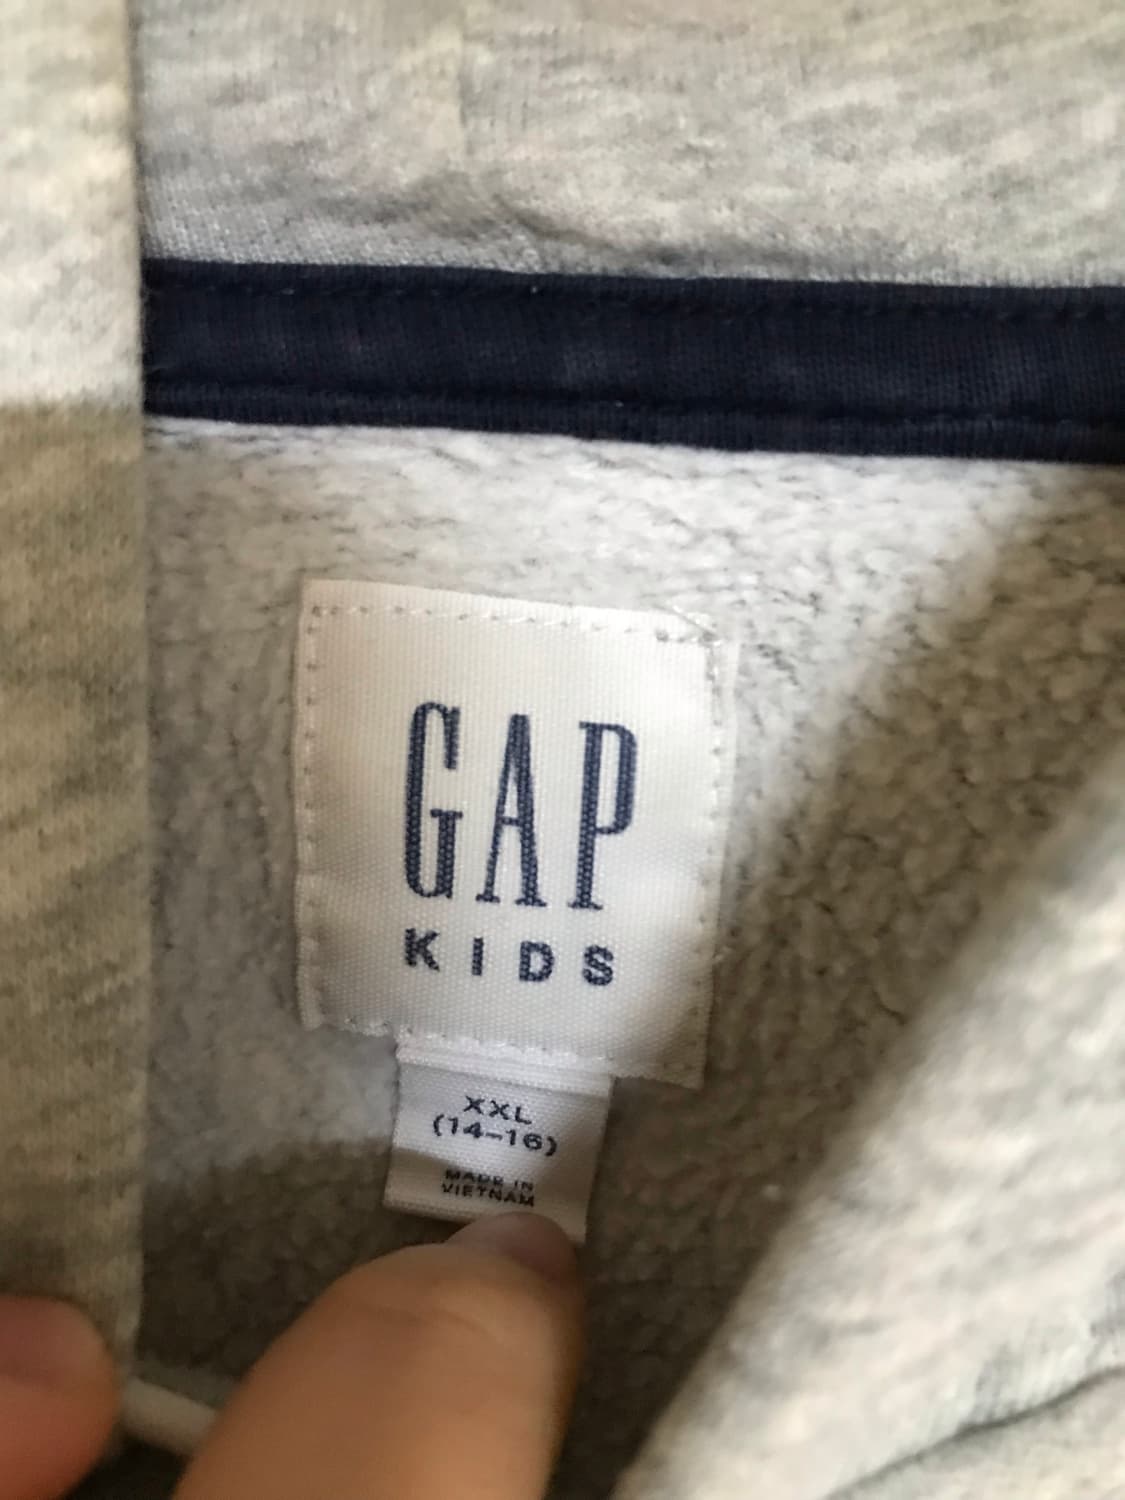 GAP
KIDS
XXL
(14-16)
MADE IN
VIETNAM